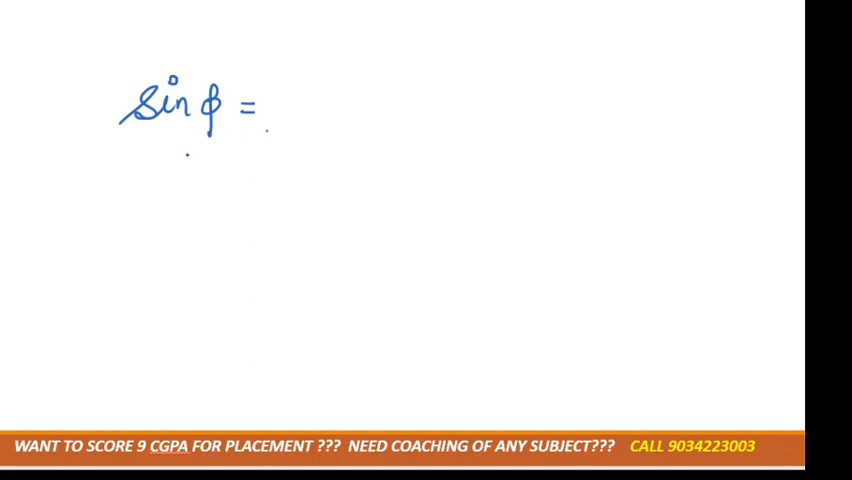 sin φ =
WANT TO SCORE 9 CGPA FOR PLACEMENT ??? NEED COACHING OF ANY SUBJECT??? CALL 9034223003